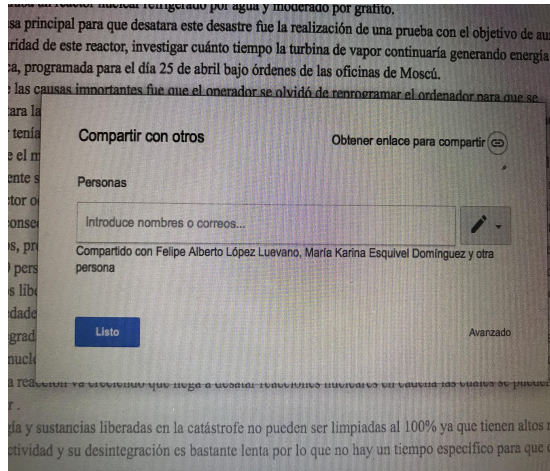 sa principal para que desatara este desastre fue la realización de una prueba con el objetivo de au
ridad de este reactor, investigar cuánto tiempo la turbina de vapor continuaría generando energía
ca, programada para el día 25 de abril bajo órdenes de las oficinas de Moscú.
las causas importantes fue que el operador se olvidó de reprogramar el ordenador para que se
Compartir con otros
Obtener enlace para compartir
Personas
Introduce nombres o correos...
Compartido con Felipe Alberto López Luevano, María Karina Esquivel Domínguez y otra
persona
Listo
Avanzado
gía y sustancias liberadas en la catástrofe no pueden ser limpiadas al 100% ya que tienen altos
ctividad y su desintegración es bastante lenta por lo que no hay un tiempo específico para que